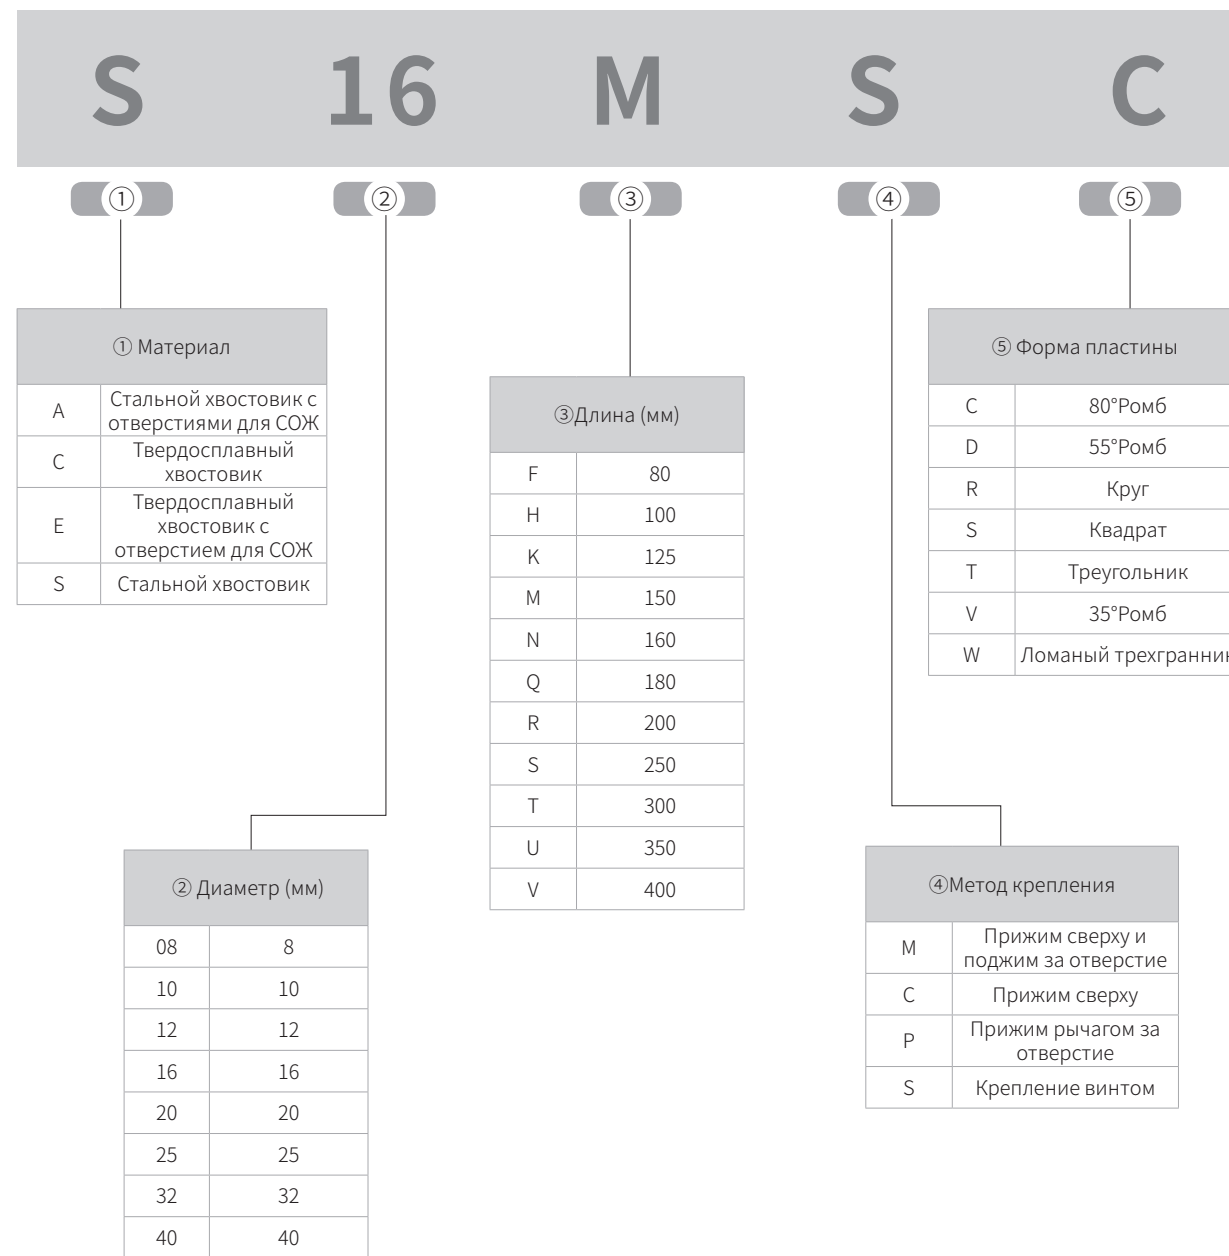 S 16 M S C
① ② ③ ④ ⑤
① Материал
A Стальной хвостовик с
отверстиями для СОЖ
C Твердосплавный
хвостовик
E Твердосплавный
хвостовик с
отверстием для СОЖ
S Стальной хвостовик
② Диаметр (мм)
08 8
10 10
12 12
16 16
20 20
25 25
32 32
40 40
③Длина (мм)
F 80
H 100
K 125
M 150
N 160
Q 180
R 200
S 250
T 300
U 350
V 400
④Метод крепления
M Прижим сверху и
поджим за отверстие
C Прижим сверху
P Прижим рычагом за
отверстие
S Крепление винтом
⑤ Форма пластины
C 80°Ромб
D 55°Ромб
R Круг
S Квадрат
T Треугольник
V 35°Ромб
W Ломаный трехгранник